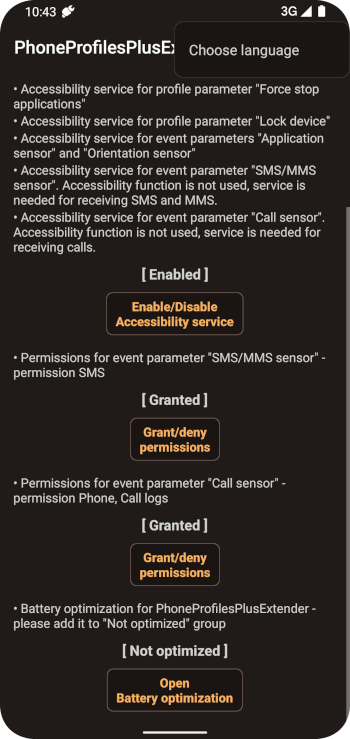 10:43 3G
PhoneProfilesPlusEx
Choose language
• Accessibility service for profile parameter "Force stop
applications"
• Accessibility service for profile parameter "Lock device"
• Accessibility service for event parameters "Application
sensor" and "Orientation sensor"
• Accessibility service for event parameter "SMS/MMS
sensor". Accessibility function is not used, service is
needed for receiving SMS and MMS.
• Accessibility service for event parameter "Call sensor".
Accessibility function is not used, service is needed for
receiving calls.
[ Enabled ]
Enable/Disable
Accessibility service
• Permissions for event parameter "SMS/MMS sensor" -
permission SMS
[ Granted ]
Grant/deny
permissions
• Permissions for event parameter "Call sensor" -
permission Phone, Call logs
[ Granted ]
Grant/deny
permissions
• Battery optimization for PhoneProfilesPlusExtender -
please add it to "Not optimized" group
[ Not optimized ]
Open
Battery optimization